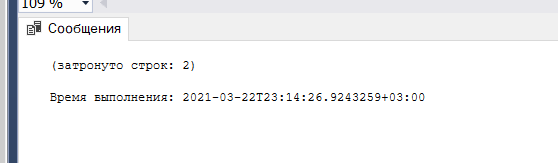 109 %
Сообщения
(затронуто строк: 2)
Время выполнения: 2021-03-22T23:14:26.9243259+03:00